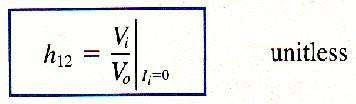 h₁₂ = Vᵢ/Vₒ|Iᵢ=0 unitless